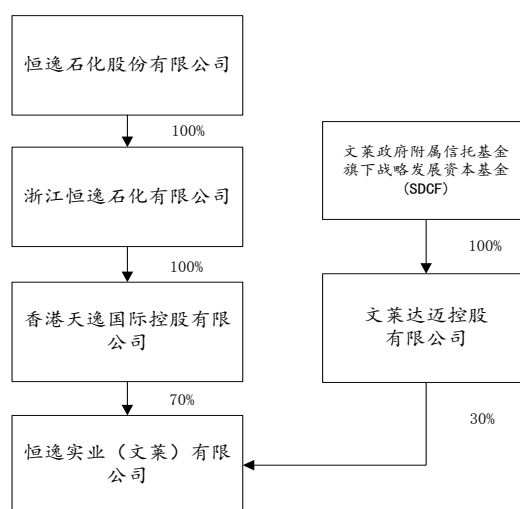 恒逸石化股份有限公司
100%
文莱政府附属信托基金
旗下战略发展资本基金
(SDCF)
浙江恒逸石化有限公司
100%
100%
香港天逸国际控股有限
公司
文莱达迈控股
有限公司
70%
30%
恒逸实业（文莱）有限
公司